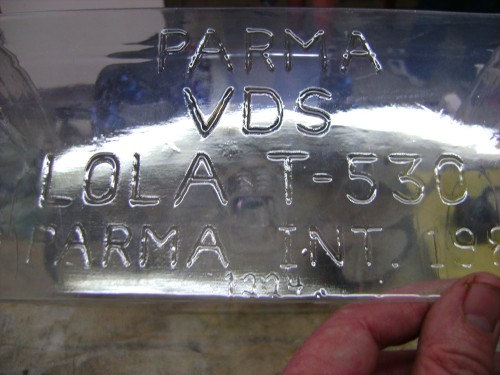 PARMA
VDS
LOLA T-530
PARMA INT.